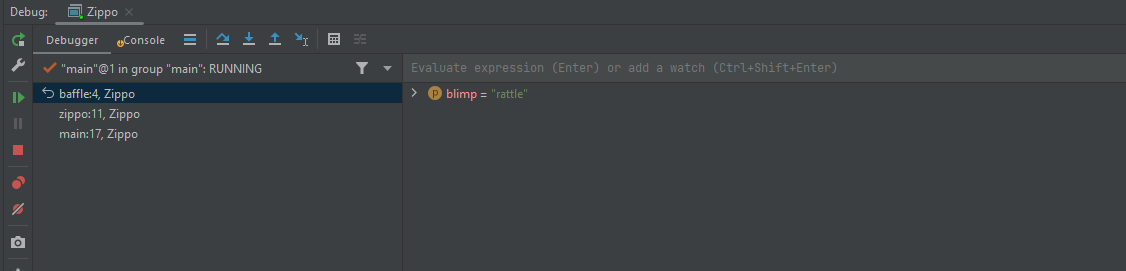 Debug: Zippo
Debugger Console
"main"@1 in group "main": RUNNING
Evaluate expression (Enter) or add a watch (Ctrl+Shift+Enter)
baffle:4, Zippo
p blimp = "rattle"
zippo:11, Zippo
main:17, Zippo